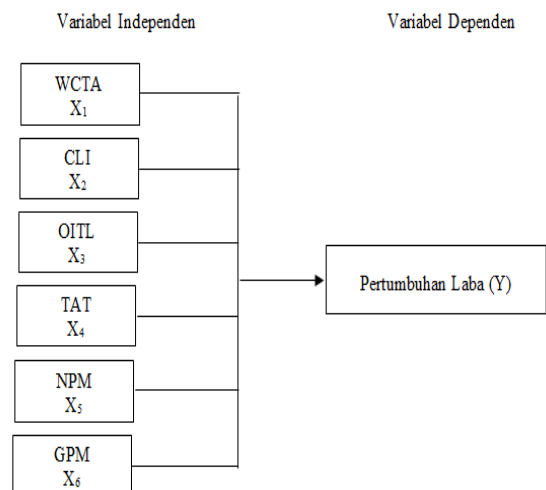 Variabel Independen
Variabel Dependen
WCTA
X₁
CLI
X₂
OITL
X₃
TAT
X₄
NPM
X₅
GPM
X₆
Pertumbuhan Laba (Y)